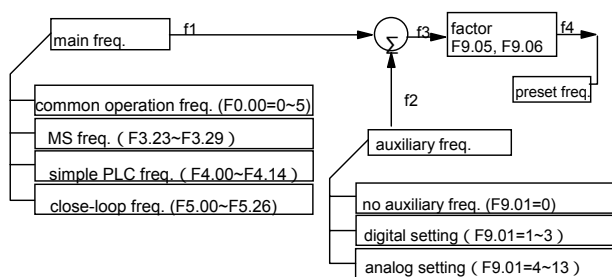 main freq.
f1
Σ
f3
factor
F9.05, F9.06
f4
preset freq.
f2
common operation freq. (F0.00=0~5)
MS freq.（F3.23~F3.29）
simple PLC freq.（F4.00~F4.14）
close-loop freq. (F5.00~F5.26)
auxiliary freq.
no auxiliary freq. (F9.01=0)
digital setting（F9.01=1~3）
analog setting（F9.01=4~13）